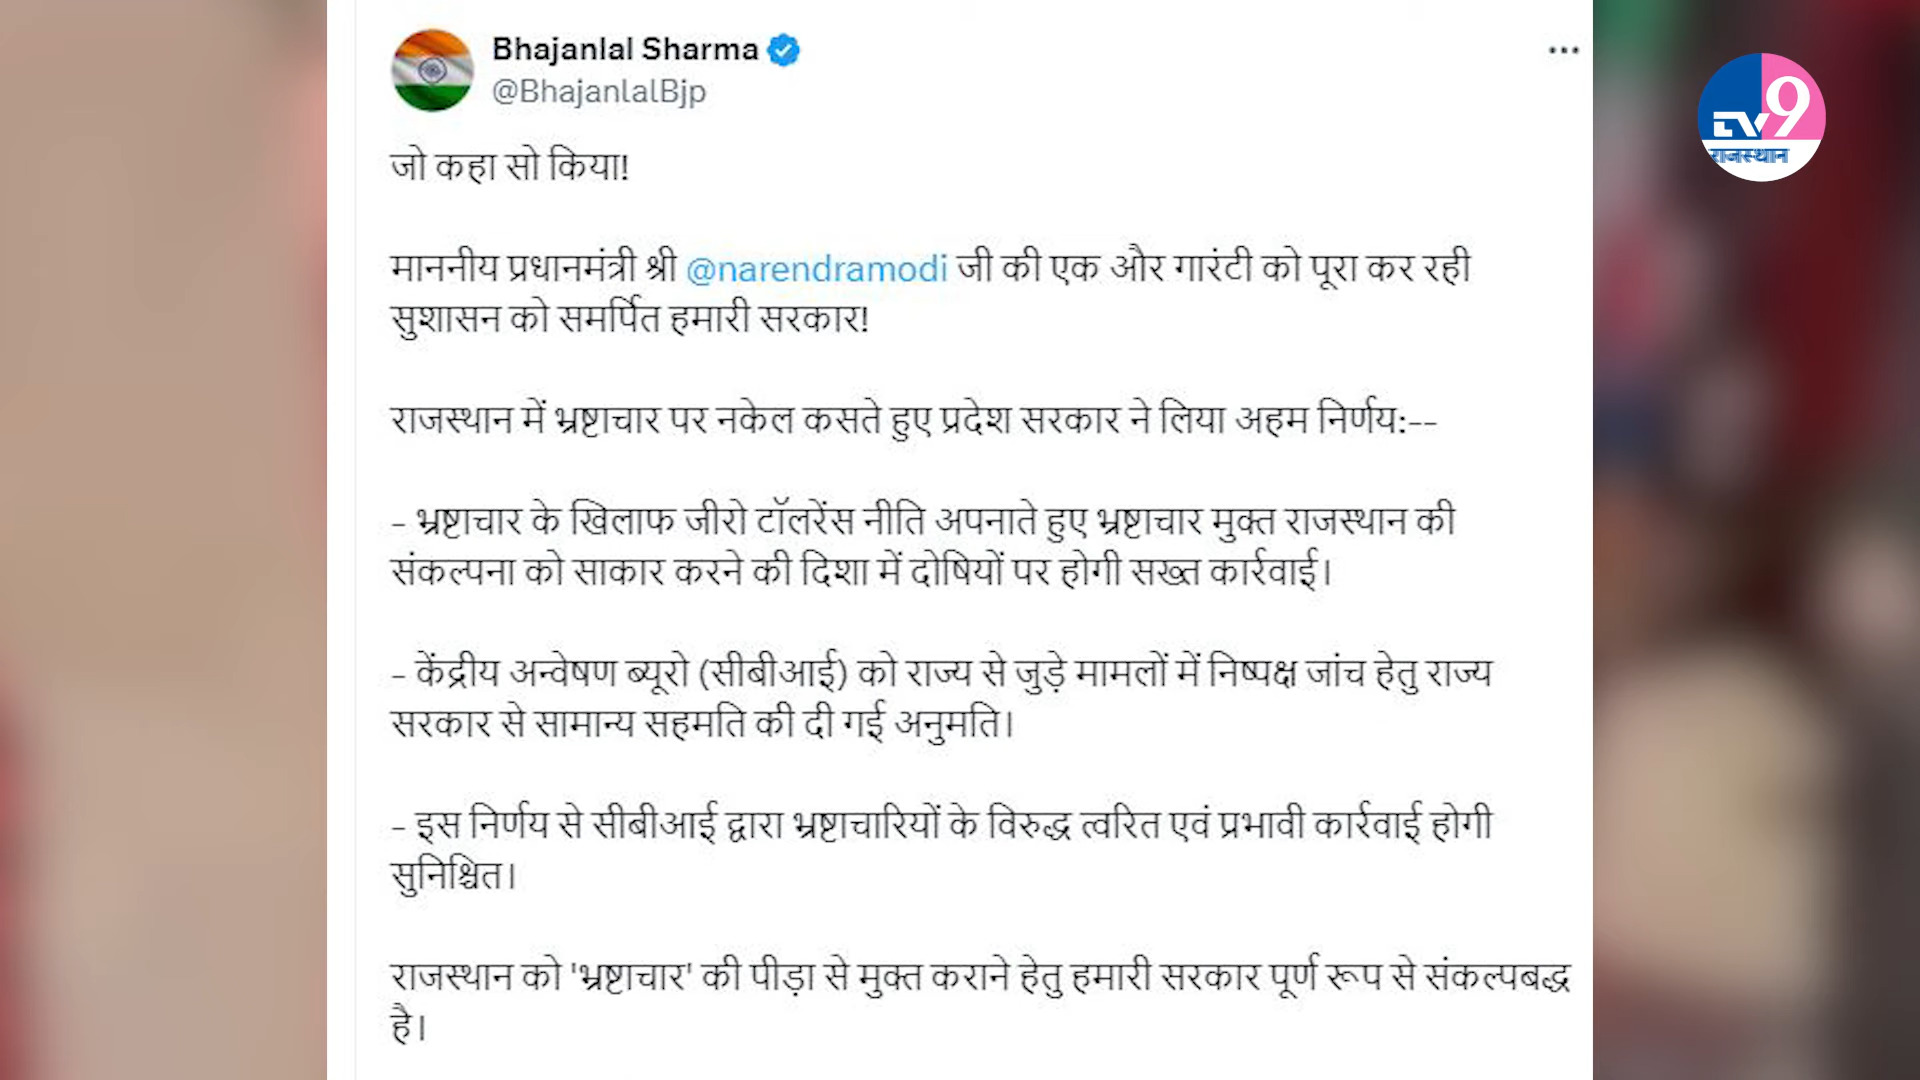 Bhajanlal Sharma
@BhajanlalBjp
जो कहा सो किया!
माननीय प्रधानमंत्री श्री @narendramodi जी की एक और गारंटी को पूरा कर रही
सुशासन को समर्पित हमारी सरकार!
राजस्थान में भ्रष्टाचार पर नकेल कसते हुए प्रदेश सरकार ने लिया अहम निर्णय:--
- भ्रष्टाचार के खिलाफ जीरो टॉलरेंस नीति अपनाते हुए भ्रष्टाचार मुक्त राजस्थान की
संकल्पना को साकार करने की दिशा में दोषियों पर होगी सख्त कार्रवाई।
- केंद्रीय अन्वेषण ब्यूरो (सीबीआई) को राज्य से जुड़े मामलों में निष्पक्ष जांच हेतु राज्य
सरकार से सामान्य सहमति की दी गई अनुमति।
- इस निर्णय से सीबीआई द्वारा भ्रष्टाचारियों के विरुद्ध त्वरित एवं प्रभावी कार्रवाई होगी
सुनिश्चित।
राजस्थान को 'भ्रष्टाचार' की पीड़ा से मुक्त कराने हेतु हमारी सरकार पूर्ण रूप से संकल्पबद्ध
है।
TV9
राजस्थान